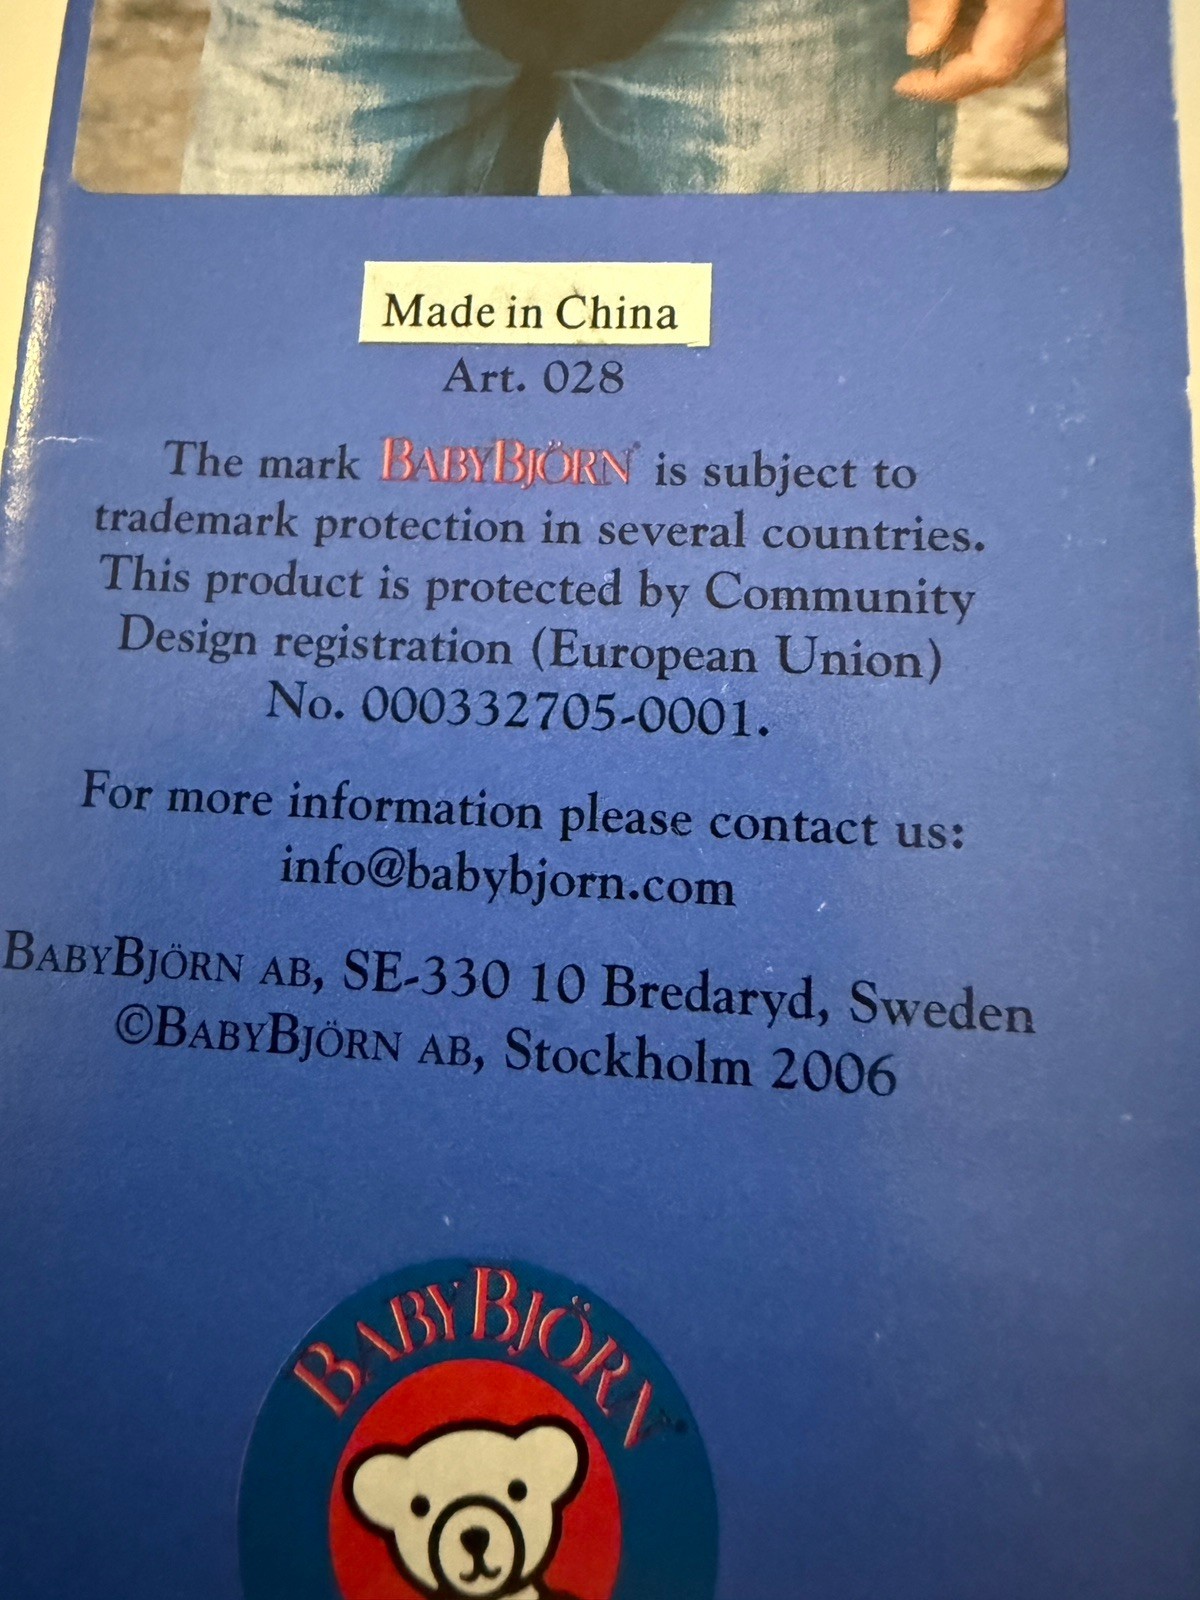 Made in China
Art. 028
The mark BABYBJÖRN® is subject to
trademark protection in several countries.
This product is protected by Community
Design registration (European Union)
No. 000332705-0001.
For more information please contact us:
info@babybjorn.com
BABYBJÖRN AB, SE-330 10 Bredaryd, Sweden
©BABYBJÖRN AB, Stockholm 2006
BABYBJÖRN